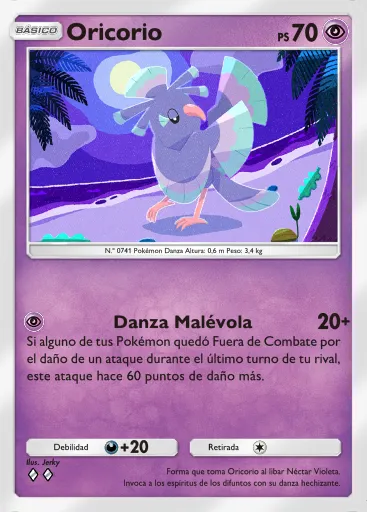 BÁSICO Oricorio PS 70
N.º 0741 Pokémon Danza Altura: 0,6 m Peso: 3,4 kg
Danza Malévola 20+
Si alguno de tus Pokémon quedó Fuera de Combate por
el daño de un ataque durante el último turno de tu rival,
este ataque hace 60 puntos de daño más.
Debilidad +20 Retirada
Ilus. Jerky
Forma que toma Oricorio al libar Néctar Violeta.
Invoca a los espíritus de los difuntos con su danza hechizante.